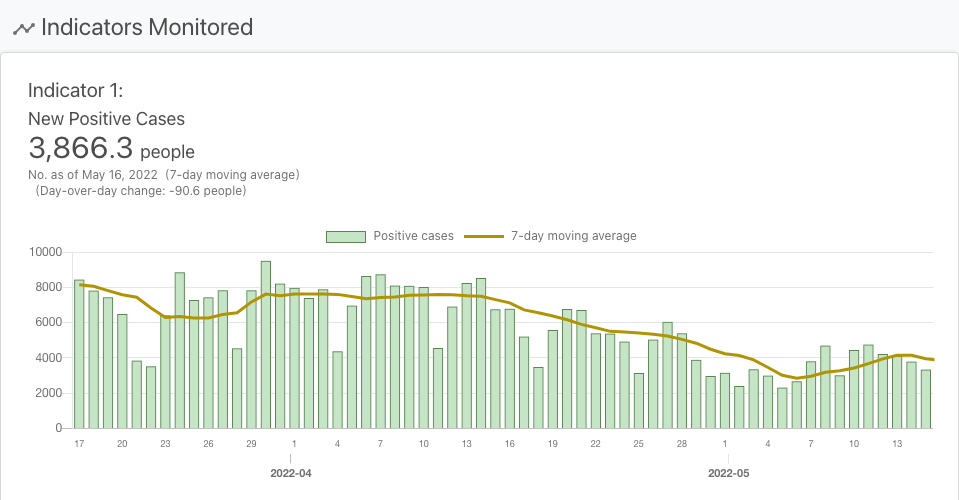 Indicators Monitored
Indicator 1:
New Positive Cases
3,866.3 people
No. as of May 16, 2022 (7-day moving average)
(Day-over-day change: -90.6 people)
Positive cases 7-day moving average
10000
8000
6000
4000
2000
0
17 20 23 26 29 1 4 7 10 13 16 19 22 25 28 1 4 7 10 13
2022-04 2022-05